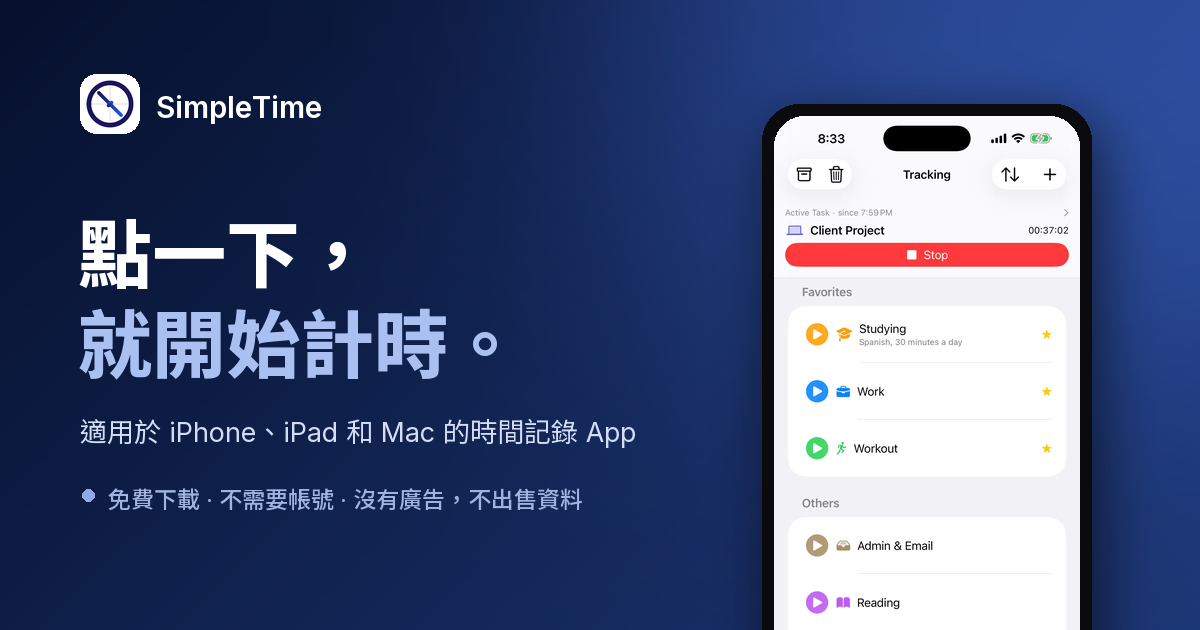 SimpleTime
點一下，
就開始計時。
適用於 iPhone、iPad 和 Mac 的時間記錄 App
免費下載 · 不需要帳號 · 沒有廣告，不出售資料
8:33
Tracking
Active Task · since 7:59 PM
Client Project
00:37:02
Stop
Favorites
Studying
Spanish, 30 minutes a day
Work
Workout
Others
Admin & Email
Reading